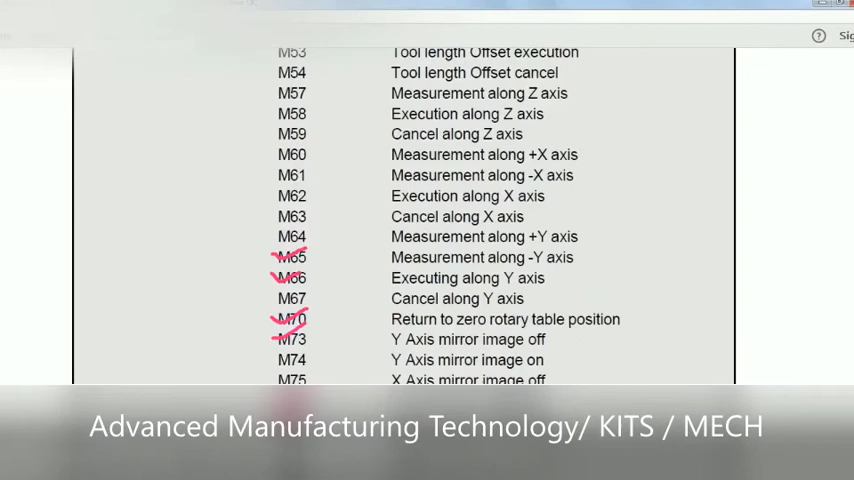 Sig
M53 Tool length Offset execution
M54 Tool length Offset cancel
M57 Measurement along Z axis
M58 Execution along Z axis
M59 Cancel along Z axis
M60 Measurement along +X axis
M61 Measurement along -X axis
M62 Execution along X axis
M63 Cancel along X axis
M64 Measurement along +Y axis
M65 Measurement along -Y axis
M66 Executing along Y axis
M67 Cancel along Y axis
M70 Return to zero rotary table position
M73 Y Axis mirror image off
M74 Y Axis mirror image on
M75 X Axis mirror image off
Advanced Manufacturing Technology/ KITS / MECH